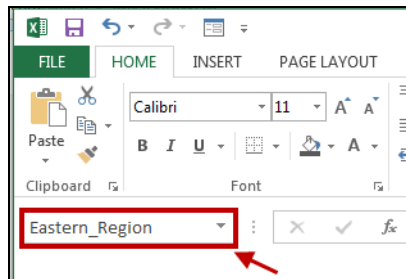 FILE HOME INSERT PAGE LAYOUT
Calibri 11 A A
Paste B I U A
Clipboard Font
Eastern_Region fx